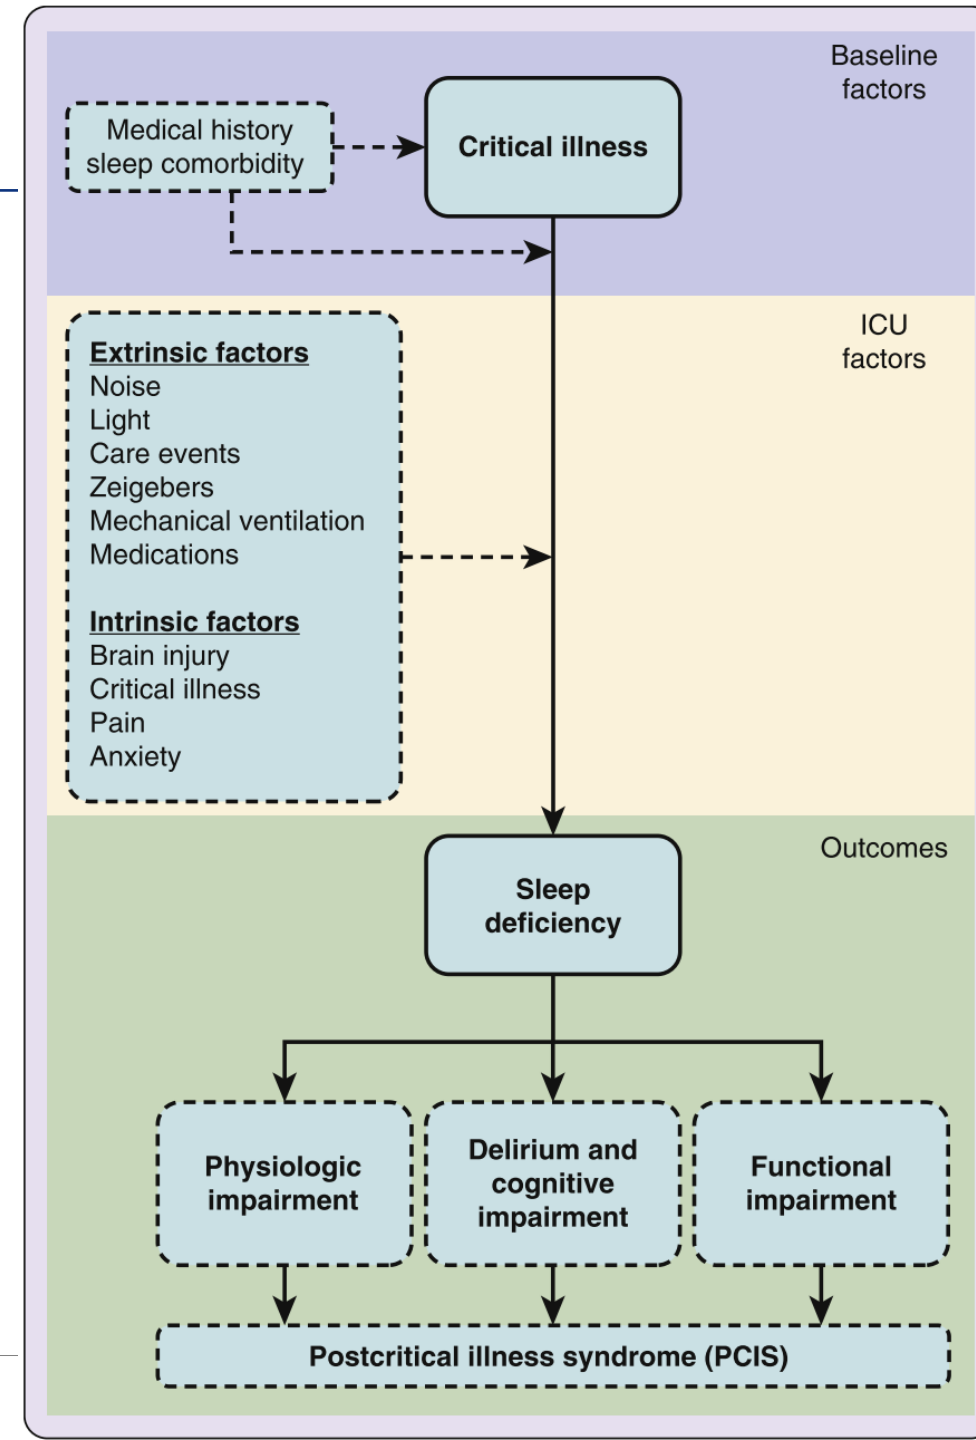 Baseline
factors
Medical history
sleep comorbidity
Critical illness
ICU
factors
Extrinsic factors
Noise
Light
Care events
Zeigebers
Mechanical ventilation
Medications
Intrinsic factors
Brain injury
Critical illness
Pain
Anxiety
Outcomes
Sleep
deficiency
Physiologic
impairment
Delirium and
cognitive
impairment
Functional
impairment
Postcritical illness syndrome (PCIS)